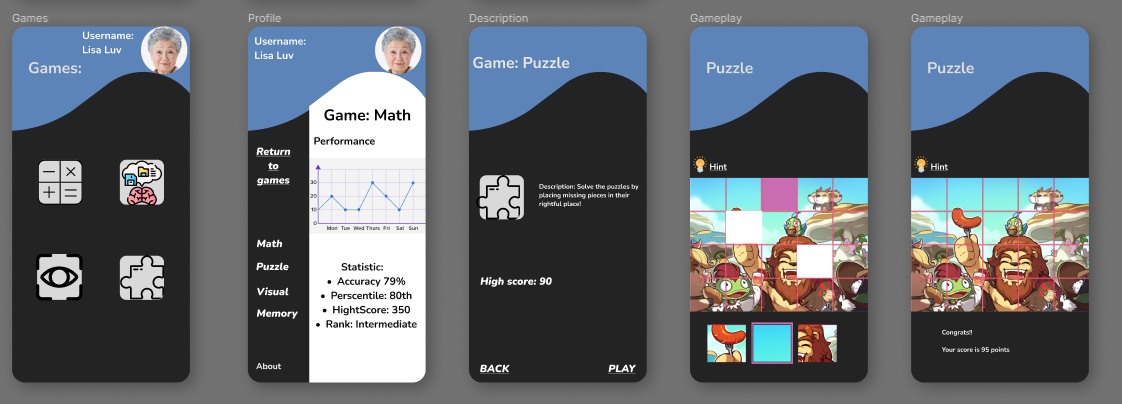 Games
Profile
Description
Gameplay
Gameplay
Username:
Lisa Luv
Games:
Username:
Lisa Luv
Game: Math
Performance
Return
to
games
30
20
10
0
Mon Tue Wed Thurs Fri Sat Sun
Math
Puzzle
Visual
Memory
About
Statistic:
• Accuracy 79%
• Perscentile: 80th
• HightScore: 350
• Rank: Intermediate
Game: Puzzle
Description: Solve the puzzles by
placing missing pieces in their
rightful place!
High score: 90
BACK
PLAY
Puzzle
Hint
Puzzle
Hint
Congrats!!
Your score is 95 points